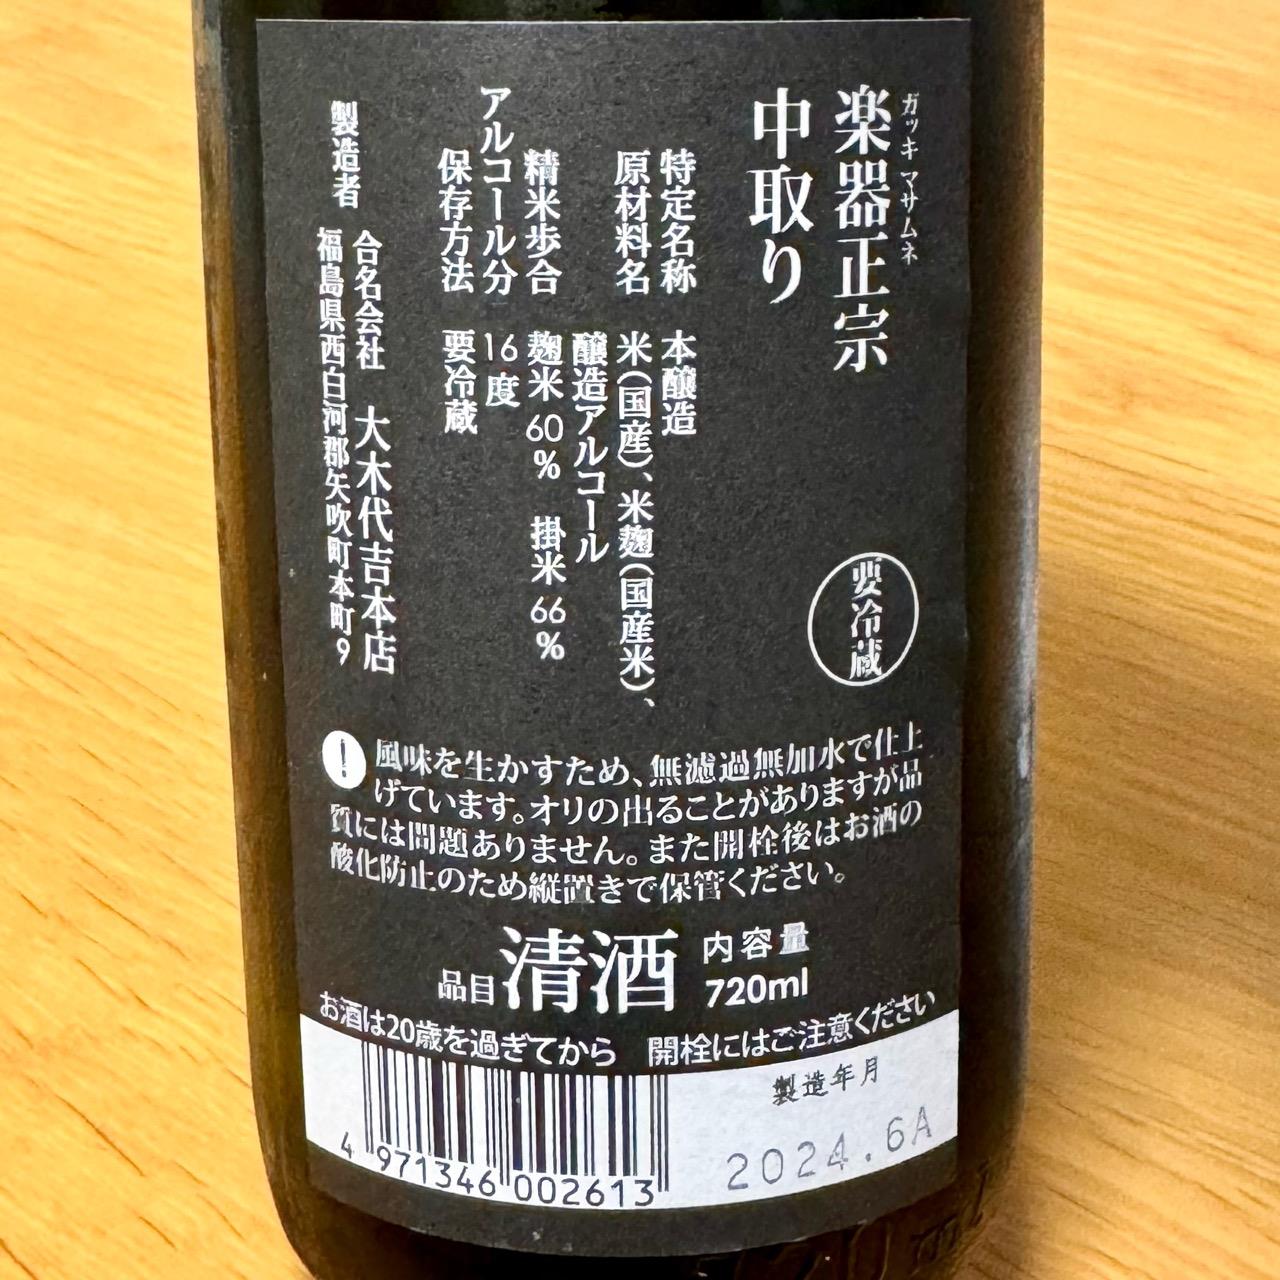 ガッキ マサムネ
楽器正宗
中取り
要冷蔵
特定名称 本醸造
原材料名 米(国産)、米麹(国産米)、
醸造アルコール
精米歩合 麹米 60% 掛米 66%
アルコール分 16度
保存方法 要冷蔵
製造者 合名会社 大木代吉本店
福島県西白河郡矢吹町本町9
! 風味を生かすため、無濾過無加水で仕上
げています。オリの出ることがありますが品
質には問題ありません。また開栓後はお酒の
酸化防止のため縦置きで保管ください。
品目 清酒 内容量
720ml
お酒は20歳を過ぎてから 開栓にはご注意ください
製造年月
2024.6A
4 971346 002613